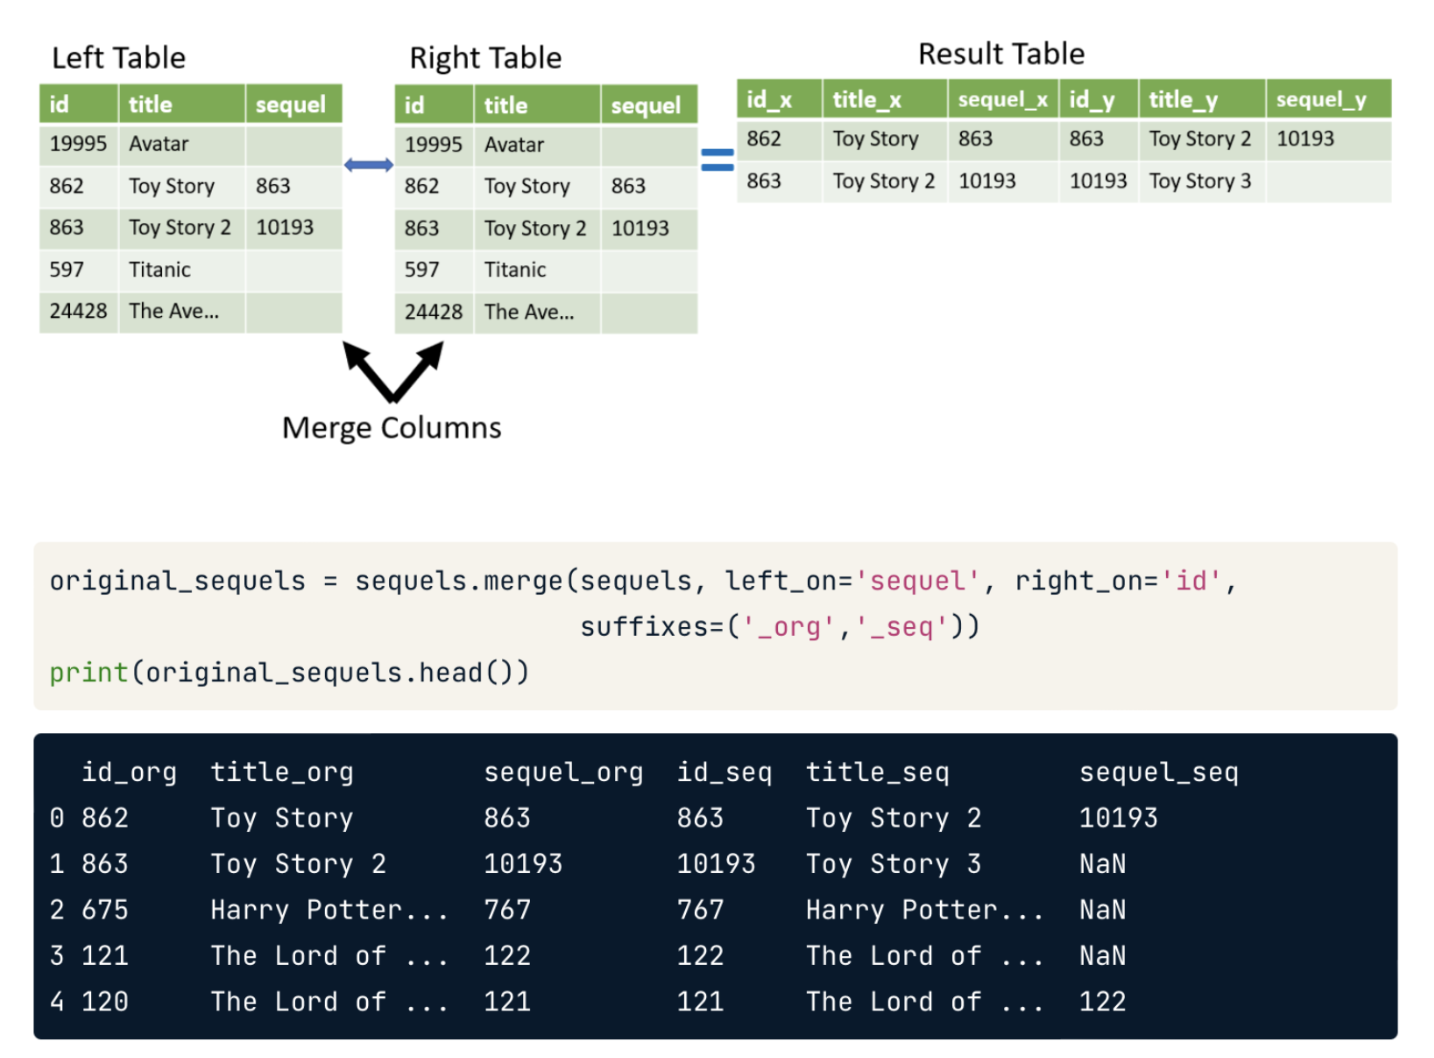 Left Table
id title sequel
19995 Avatar
862 Toy Story 863
863 Toy Story 2 10193
597 Titanic
24428 The Ave...
Right Table
id title sequel
19995 Avatar
862 Toy Story 863
863 Toy Story 2 10193
597 Titanic
24428 The Ave...
Result Table
id_x title_x sequel_x id_y title_y sequel_y
862 Toy Story 863 863 Toy Story 2 10193
863 Toy Story 2 10193 10193 Toy Story 3
=
Merge Columns
original_sequels = sequels.merge(sequels, left_on='sequel', right_on='id',
suffixes=('_org','_seq'))
print(original_sequels.head())
id_org title_org sequel_org id_seq title_seq sequel_seq
0 862 Toy Story 863 863 Toy Story 2 10193
1 863 Toy Story 2 10193 10193 Toy Story 3 NaN
2 675 Harry Potter... 767 767 Harry Potter... NaN
3 121 The Lord of ... 122 122 The Lord of ... NaN
4 120 The Lord of ... 121 121 The Lord of ... 122